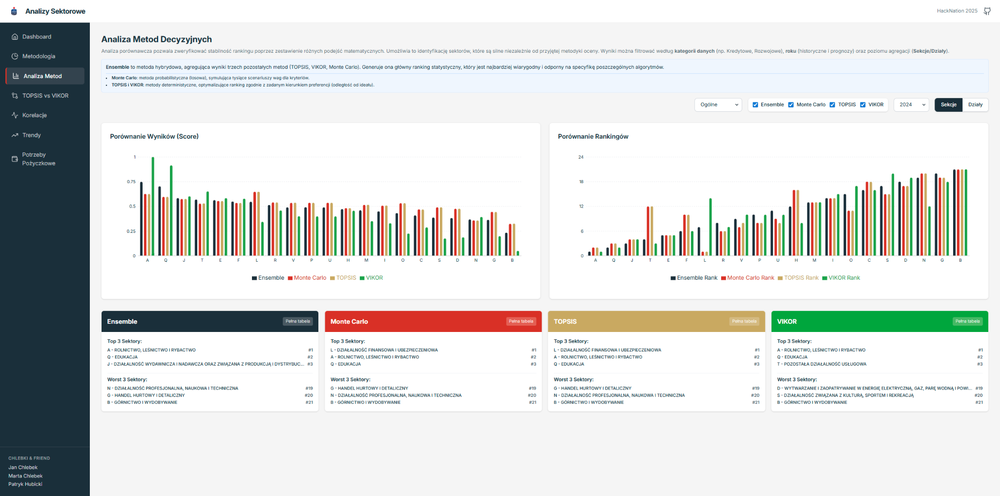 Analizy Sektorowe
HackNation 2025
Dashboard
Metodologia
Analiza Metod
TOPSIS vs VIKOR
Korelacje
Trendy
Potrzeby
Pożyczkowe
CHLEBKI & FRIEND
Jan Chlebek
Marta Chlebek
Patryk Hubicki
Analiza Metod Decyzyjnych
Analiza porównawcza pozwala zweryfikować stabilność rankingu poprzez zestawienie różnych podejść matematycznych. Umożliwia to identyfikację sektorów, które są silne niezależnie od przyjętej metodyki oceny. Wyniki można filtrować według kategorii danych (np. Kredytowe, Rozwojowe), roku (historyczne i prognozy) oraz poziomu agregacji (Sekcje/Działy).
Ensemble to metoda hybrydowa, agregująca wyniki trzech pozostałych metod (TOPSIS, VIKOR, Monte Carlo). Generuje ona główny ranking statystyczny, który jest najbardziej wiarygodny i odporny na specyfikę poszczególnych algorytmów.
• Monte Carlo: metoda probabilistyczna (losowa), symulująca tysiące scenariuszy wag dla kryteriów.
• TOPSIS i VIKOR: metody deterministyczne, optymalizujące ranking zgodnie z zadanym kierunkiem preferencji (odległość od ideału).
Ogólne Ensemble Monte Carlo TOPSIS VIKOR 2024 Sekcje Działy
Porównanie Wyników (Score)
1
0.75
0.5
0.25
0
A Q J T E F L R V P U H M I O C S D N G B
Ensemble Monte Carlo TOPSIS VIKOR
Porównanie Rankingów
24
18
12
6
0
A Q J T E F L R V P U H M I O C S D N G B
Ensemble Rank Monte Carlo Rank TOPSIS Rank VIKOR Rank
Ensemble Pełna tabela
Top 3 Sektory:
A - ROLNICTWO, LEŚNICTWO I RYBACTWO #1
Q - EDUKACJA #2
J - DZIAŁALNOŚĆ WYDAWNICZA I NADAWCZA ORAZ ZWIĄZANA Z PRODUKCJĄ I DYSTRYBUC... #3
Worst 3 Sektory:
N - DZIAŁALNOŚĆ PROFESJONALNA, NAUKOWA I TECHNICZNA #19
G - HANDEL HURTOWY I DETALICZNY #20
B - GÓRNICTWO I WYDOBYWANIE #21
Monte Carlo Pełna tabela
Top 3 Sektory:
L - DZIAŁALNOŚĆ FINANSOWA I UBEZPIECZENIOWA #1
A - ROLNICTWO, LEŚNICTWO I RYBACTWO #2
Q - EDUKACJA #3
Worst 3 Sektory:
G - HANDEL HURTOWY I DETALICZNY #19
N - DZIAŁALNOŚĆ PROFESJONALNA, NAUKOWA I TECHNICZNA #20
B - GÓRNICTWO I WYDOBYWANIE #21
TOPSIS Pełna tabela
Top 3 Sektory:
L - DZIAŁALNOŚĆ FINANSOWA I UBEZPIECZENIOWA #1
A - ROLNICTWO, LEŚNICTWO I RYBACTWO #2
Q - EDUKACJA #3
Worst 3 Sektory:
G - HANDEL HURTOWY I DETALICZNY #19
N - DZIAŁALNOŚĆ PROFESJONALNA, NAUKOWA I TECHNICZNA #20
B - GÓRNICTWO I WYDOBYWANIE #21
VIKOR Pełna tabela
Top 3 Sektory:
A - ROLNICTWO, LEŚNICTWO I RYBACTWO #1
Q - EDUKACJA #2
T - POZOSTAŁA DZIAŁALNOŚĆ USŁUGOWA #3
Worst 3 Sektory:
D - WYTWARZANIE I ZAOPATRYWANIE W ENERGIĘ ELEKTRYCZNĄ, GAZ, PARĘ WODNĄ I POWI... #19
S - DZIAŁALNOŚĆ ZWIĄZANA Z KULTURĄ, SPORTEM I REKREACJĄ #20
B - GÓRNICTWO I WYDOBYWANIE #21